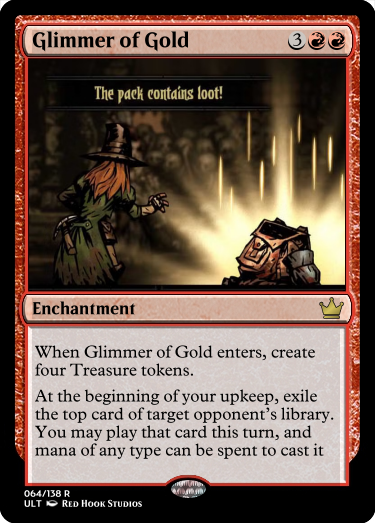 Glimmer of Gold 3
The pack contains loot!
Enchantment
When Glimmer of Gold enters, create
four Treasure tokens.
At the beginning of your upkeep, exile
the top card of target opponent's library.
You may play that card this turn, and
mana of any type can be spent to cast it
064/138 R
ULT Red Hook Studios